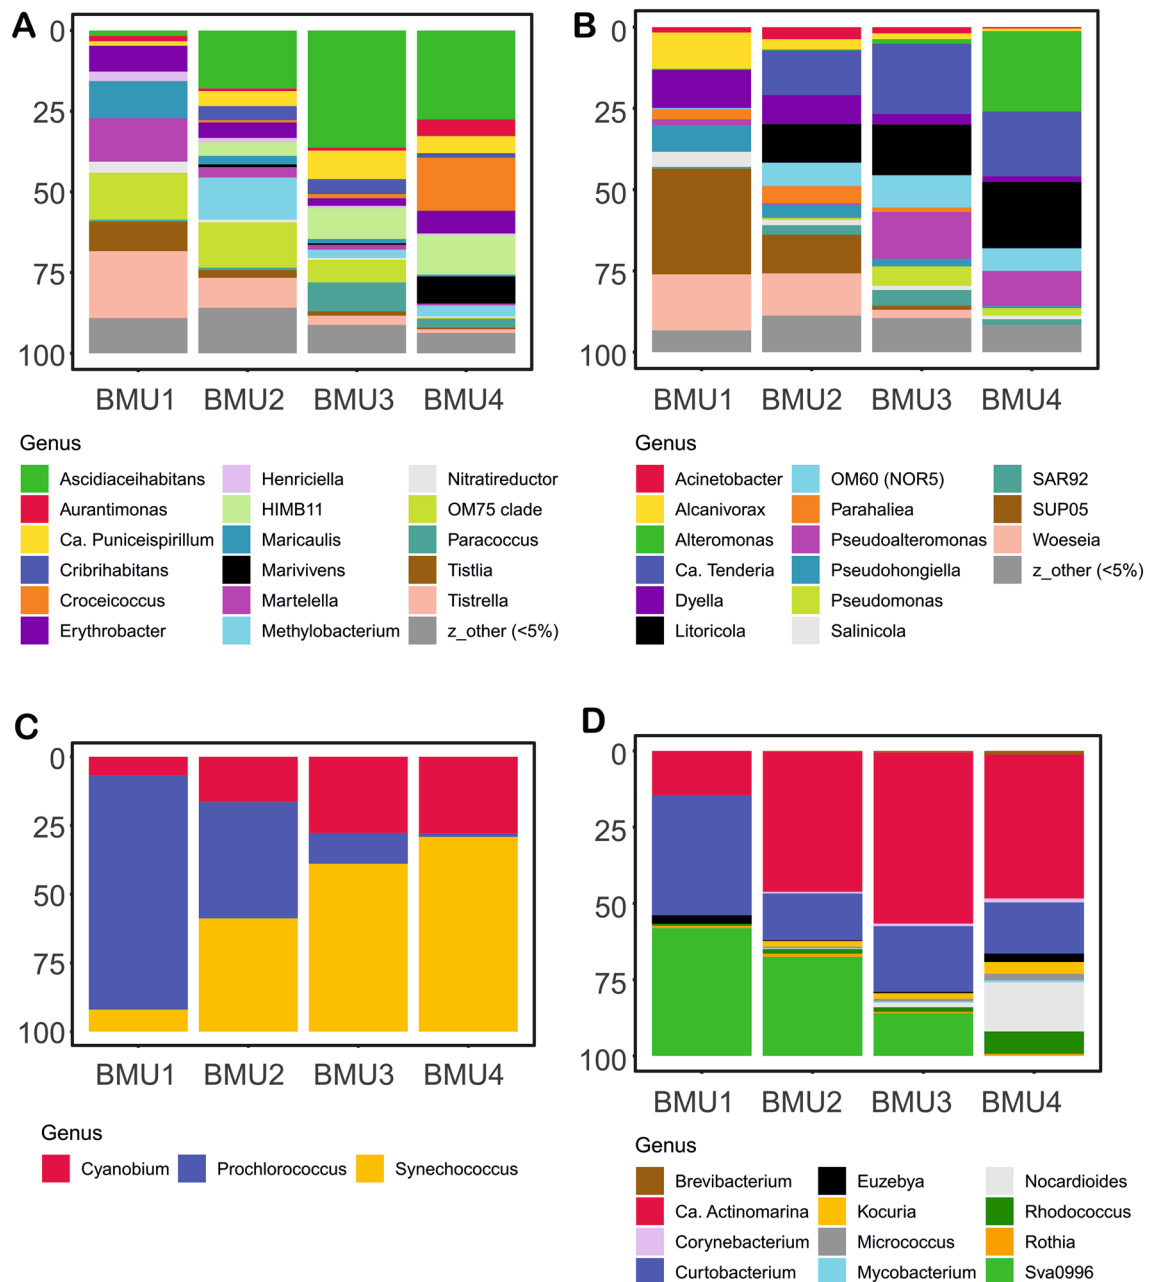 A
0
25
50
75
100
BMU1 BMU2 BMU3 BMU4
Genus
Ascidiaceihabitans Henriciella Nitratireductor
Aurantimonas HIMB11 OM75 clade
Ca. Puniceispirillum Maricaulis Paracoccus
Cribrihabitans Marivivens Tistlia
Croceicoccus Martelella Tistrella
Erythrobacter Methylobacterium z_other (<5%)
B
0
25
50
75
100
BMU1 BMU2 BMU3 BMU4
Genus
Acinetobacter OM60 (NOR5) SAR92
Alcanivorax Parahaliea SUP05
Alteromonas Pseudoalteromonas Woeseia
Ca. Tenderia Pseudohongiella z_other (<5%)
Dyella Pseudomonas
Litoricola Salinicola
C
0
25
50
75
100
BMU1 BMU2 BMU3 BMU4
Genus
Cyanobium Prochlorococcus Synechococcus
D
0
25
50
75
100
BMU1 BMU2 BMU3 BMU4
Genus
Brevibacterium Euzebya Nocardioides
Ca. Actinomarina Kocuria Rhodococcus
Corynebacterium Micrococcus Rothia
Curtobacterium Mycobacterium Sva0996